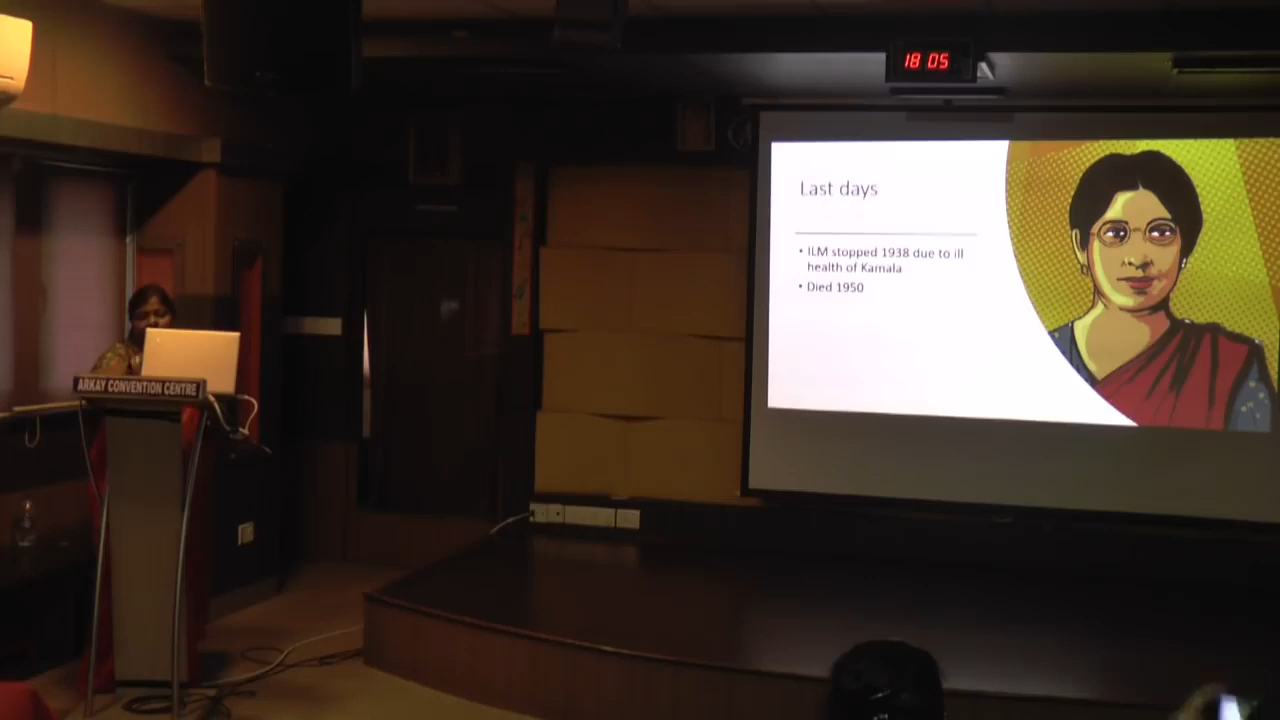 18 05
Last days
• ILM stopped 1938 due to ill
health of Kamala
• Died 1950
ARKAY CONVENTION CENTRE